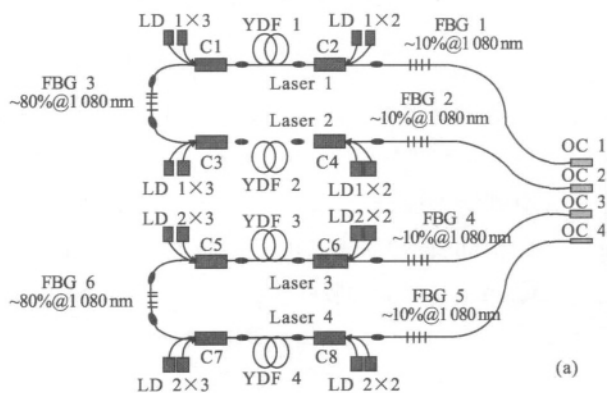 LD 1×3
YDF 1
LD 1×2
FBG 1
~10%@1 080 nm
C1
C2
FBG 3
~80%@1 080 nm
Laser 1
FBG 2
~10%@1 080 nm
Laser 2
OC 1
C3
C4
OC 2
LD 1×3
YDF 2
LD1×2
OC 3
LD 2×3
YDF 3
LD2×2
FBG 4
~10%@1 080 nm
OC 4
C5
C6
FBG 6
~80%@1 080 nm
Laser 3
FBG 5
~10%@1 080 nm
Laser 4
C7
C8
(a)
LD 2×3
YDF 4
LD 2×2